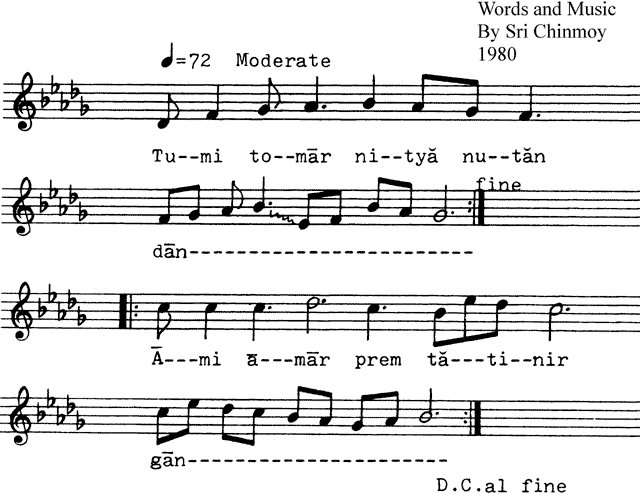 Words and Music
By Sri Chinmoy
1980
♩=72 Moderate
Tu--mi to--mār ni--tyă nu--tăn
fine
dān------------------------
Ā---mi ā---mār prem tă---ti--nir
gān----------------------
D.C.al fine